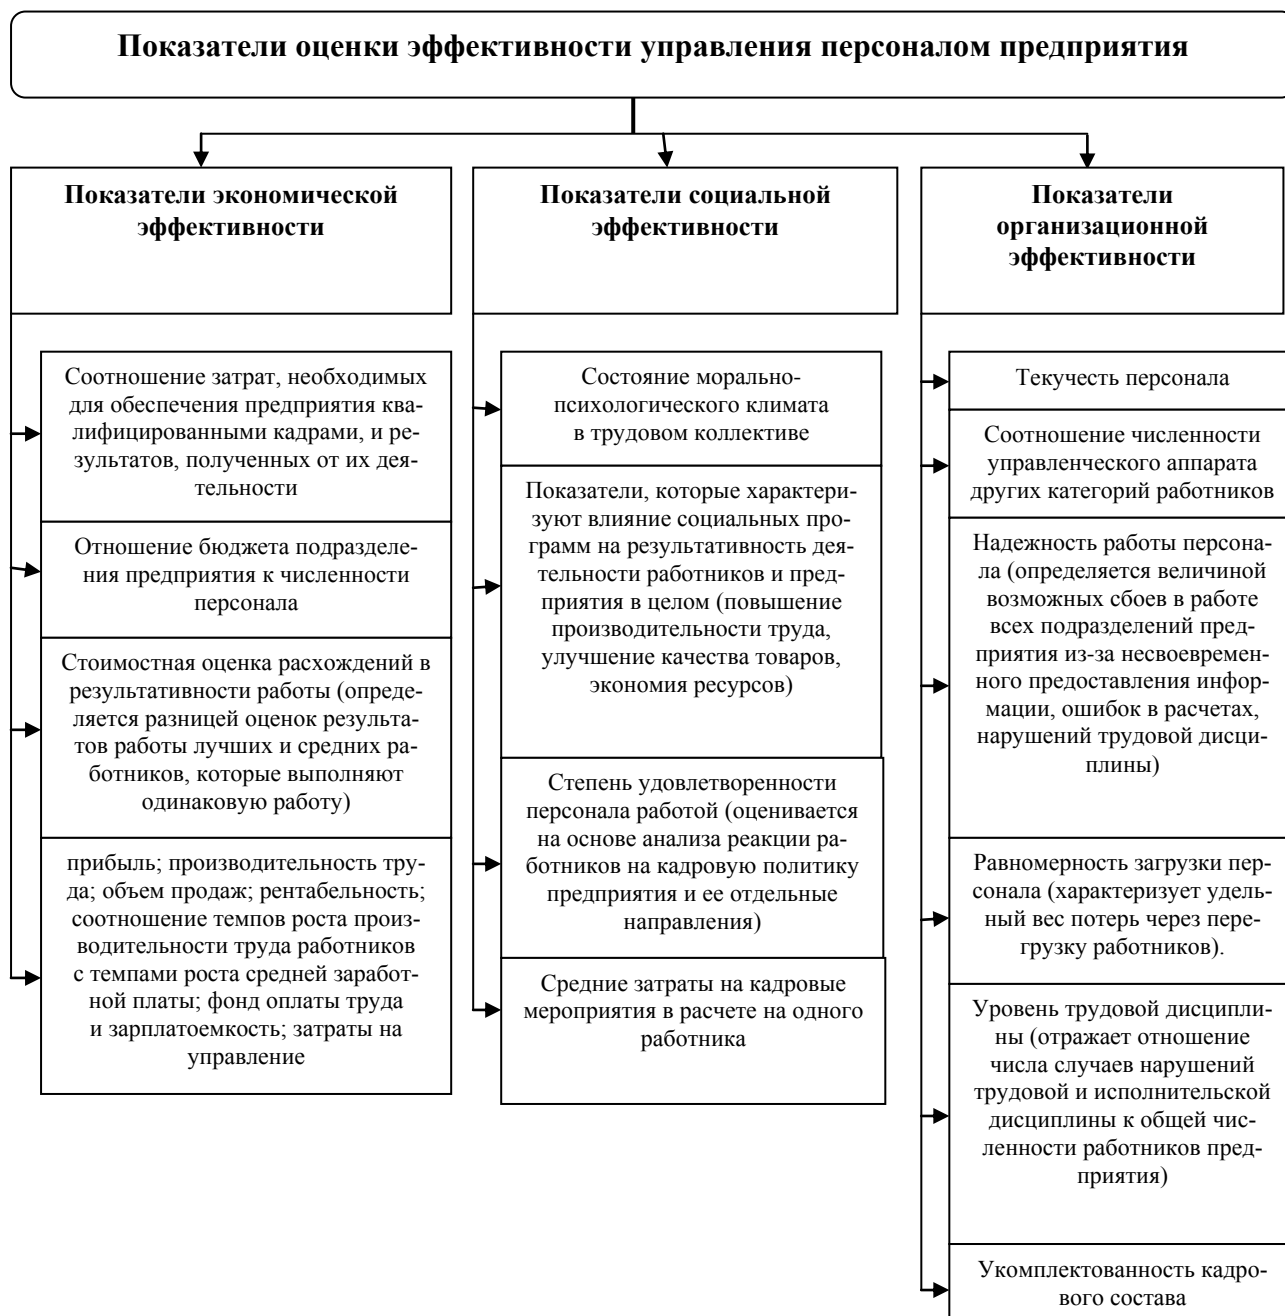 Показатели оценки эффективности управления персоналом предприятия
Показатели экономической
эффективности
Соотношение затрат, необходимых
для обеспечения предприятия ква-
лифицированными кадрами, и ре-
зультатов, полученных от их дея-
тельности
Отношение бюджета подразделе-
ния предприятия к численности
персонала
Стоимостная оценка расхождений в
результативности работы (опреде-
ляется разницей оценок результа-
тов работы лучших и средних ра-
ботников, которые выполняют
одинаковую работу)
прибыль; производительность тру-
да; объем продаж; рентабельность;
соотношение темпов роста произ-
водительности труда работников
с темпами роста средней заработ-
ной платы; фонд оплаты труда
и зарплатоемкость; затраты на
управление
Показатели социальной
эффективности
Состояние морально-
психологического климата
в трудовом коллективе
Показатели, которые характери-
зуют влияние социальных про-
грамм на результативность дея-
тельности работников и пред-
приятия в целом (повышение
производительности труда,
улучшение качества товаров,
экономия ресурсов)
Степень удовлетворенности
персонала работой (оценивается
на основе анализа реакции ра-
ботников на кадровую политику
предприятия и ее отдельные
направления)
Средние затраты на кадровые
мероприятия в расчете на одного
работника
Показатели
организационной
эффективности
Текучесть персонала
Соотношение численности
управленческого аппарата
других категорий работников
Надежность работы персона-
ла (определяется величиной
возможных сбоев в работе
всех подразделений пред-
приятия из-за несвоевремен-
ного предоставления инфор-
мации, ошибок в расчетах,
нарушений трудовой дисци-
плины)
Равномерность загрузки пер-
сонала (характеризует удель-
ный вес потерь через пере-
грузку работников).
Уровень трудовой дисципли-
ны (отражает отношение
числа случаев нарушений
трудовой и исполнительской
дисциплины к общей чис-
ленности работников пред-
приятия)
Укомплектованность кадро-
вого состава